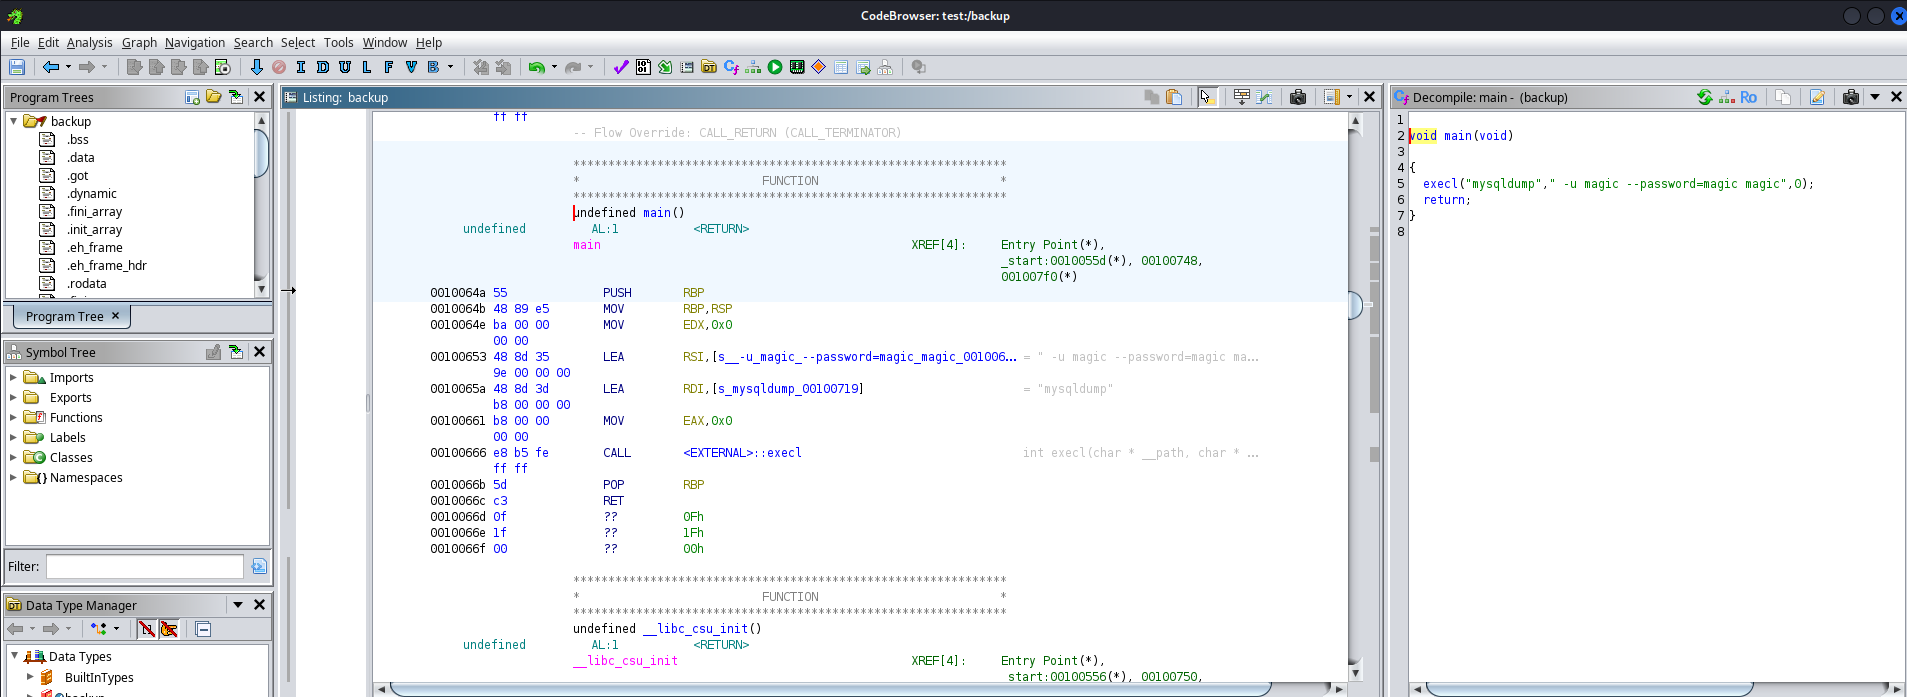 CodeBrowser: test:/backup
File Edit Analysis Graph Navigation Search Select Tools Window Help
I D U L F V B
Program Trees
backup
.bss
.data
.got
.dynamic
.fini_array
.init_array
.eh_frame
.eh_frame_hdr
.rodata
Program Tree
Symbol Tree
Imports
Exports
Functions
Labels
Classes
Namespaces
Filter:
Data Type Manager
Data Types
BuiltInTypes
backup
Listing: backup
ff ff
-- Flow Override: CALL_RETURN (CALL_TERMINATOR)
**************************************************************
* FUNCTION *
**************************************************************
undefined main()
undefined AL:1 <RETURN>
main XREF[4]: Entry Point(*),
_start:0010055d(*), 00100748,
001007f0(*)
0010064a 55 PUSH RBP
0010064b 48 89 e5 MOV RBP,RSP
0010064e ba 00 00 MOV EDX,0x0
00 00
00100653 48 8d 35 LEA RSI,[s__-u_magic_--password=magic_magic_001006... = " -u magic --password=magic ma...
9e 00 00 00
0010065a 48 8d 3d LEA RDI,[s_mysqldump_00100719] = "mysqldump"
b8 00 00 00
00100661 b8 00 00 MOV EAX,0x0
00 00
00100666 e8 b5 fe CALL <EXTERNAL>::execl int execl(char * __path, char * ...
ff ff
0010066b 5d POP RBP
0010066c c3 RET
0010066d 0f ?? 0Fh
0010066e 1f ?? 1Fh
0010066f 00 ?? 00h
**************************************************************
* FUNCTION *
**************************************************************
undefined __libc_csu_init()
undefined AL:1 <RETURN>
__libc_csu_init XREF[4]: Entry Point(*),
_start:00100556(*), 00100750,
Decompile: main - (backup)
Ro
1
2 void main(void)
3
4 {
5 execl("mysqldump"," -u magic --password=magic magic",0);
6 return;
7 }
8